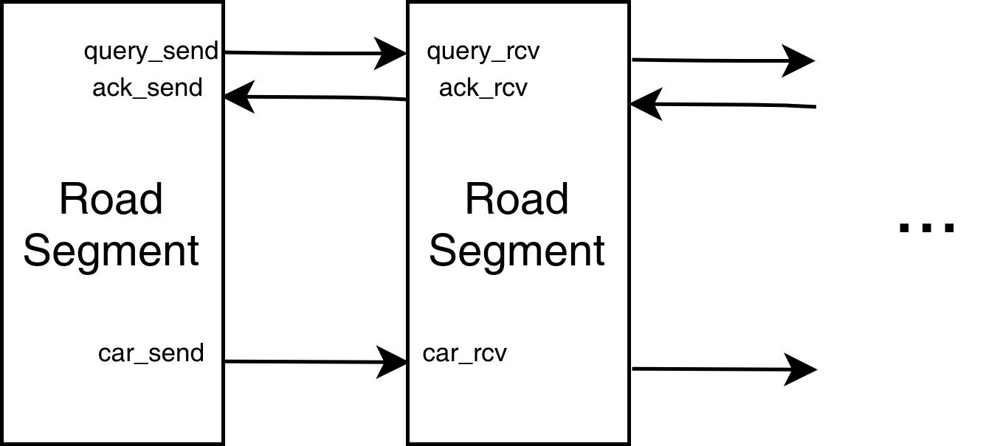 query_send
ack_send
Road
Segment
car_send
query_rcv
ack_rcv
Road
Segment
car_rcv
...